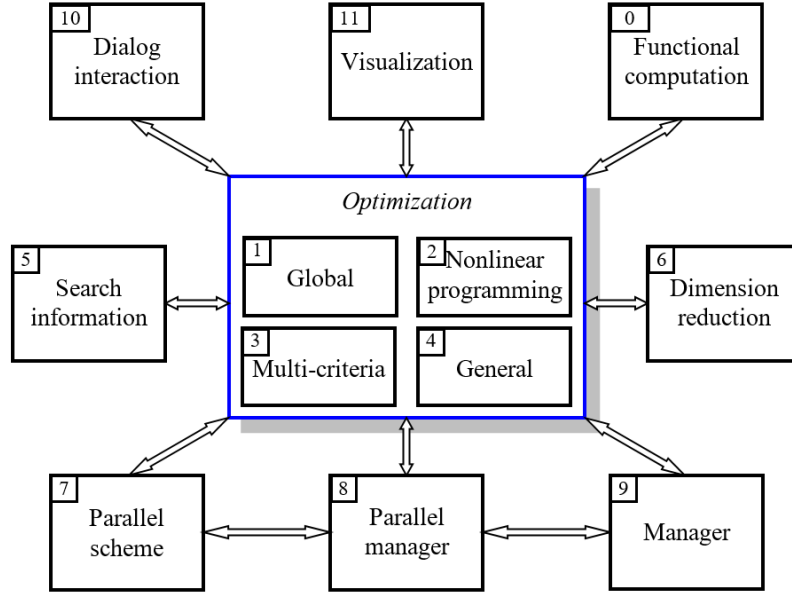 10
Dialog
interaction
11
Visualization
0
Functional
computation
Optimization
1
Global
2
Nonlinear
programming
3
Multi-criteria
4
General
5
Search
information
6
Dimension
reduction
7
Parallel
scheme
8
Parallel
manager
9
Manager